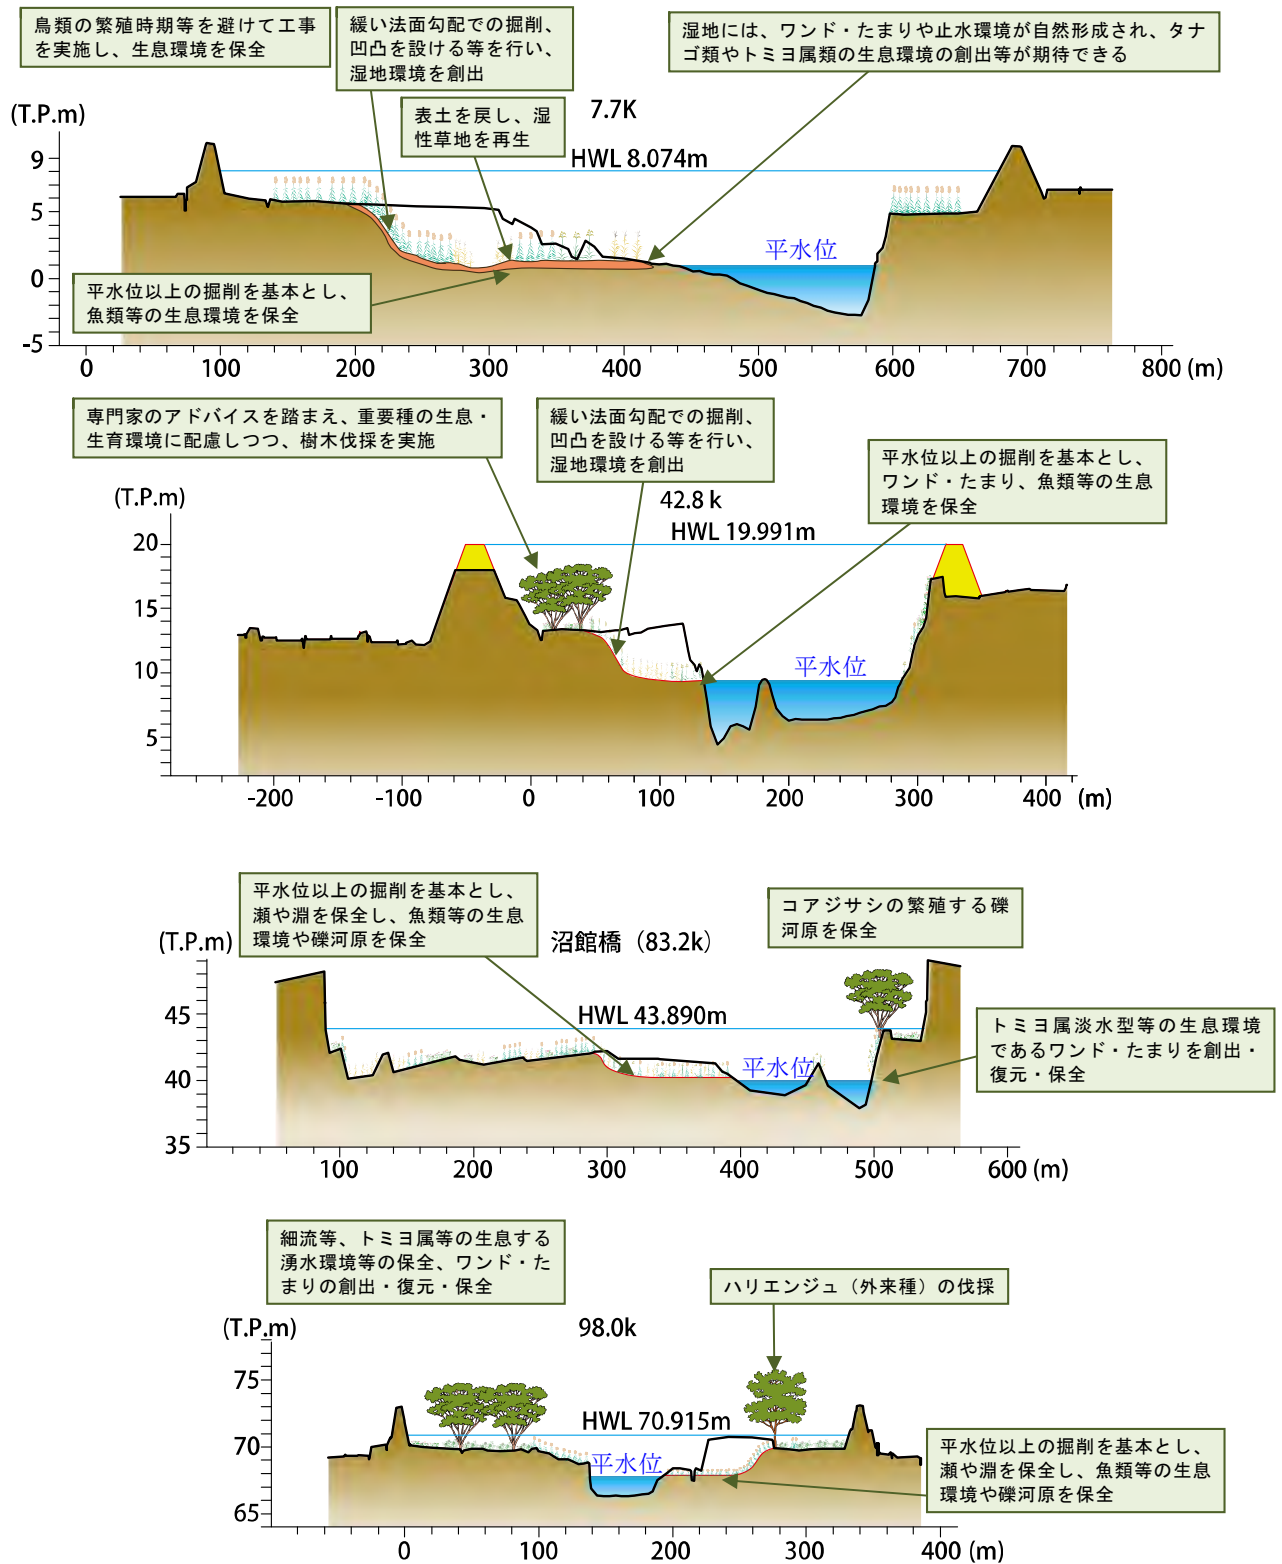 鳥類の繁殖時期等を避けて工事
を実施し、生息環境を保全
緩い法面勾配での掘削、
凹凸を設ける等を行い、
湿地環境を創出
湿地には、ワンド・たまりや止水環境が自然形成され、タナ
ゴ類やトミヨ属類の生息環境の創出等が期待できる
表土を戻し、湿
性草地を再生
7.7K
(T.P.m)
HWL 8.074m
9
5
0
-5
平水位
平水位以上の掘削を基本とし、
魚類等の生息環境を保全
0 100 200 300 400 500 600 700 800 (m)
専門家のアドバイスを踏まえ、重要種の生息・
生育環境に配慮しつつ、樹木伐採を実施
緩い法面勾配での掘削、
凹凸を設ける等を行い、
湿地環境を創出
平水位以上の掘削を基本とし、
ワンド・たまり、魚類等の生息
環境を保全
(T.P.m)
42.8 k
HWL 19.991m
20
15
10
5
平水位
-200 -100 0 100 200 300 400 (m)
平水位以上の掘削を基本とし、
瀬や淵を保全し、魚類等の生息
環境や礫河原を保全
コアジサシの繁殖する礫
河原を保全
(T.P.m)
沼館橋（83.2k）
HWL 43.890m
45
40
35
平水位
トミヨ属淡水型等の生息環境
であるワンド・たまりを創出・
復元・保全
100 200 300 400 500 600 (m)
細流等、トミヨ属等の生息する
湧水環境等の保全、ワンド・た
まりの創出・復元・保全
ハリエンジュ（外来種）の伐採
(T.P.m)
98.0k
HWL 70.915m
75
70
65
平水位
平水位以上の掘削を基本とし、
瀬や淵を保全し、魚類等の生息
環境や礫河原を保全
0 100 200 300 400 (m)